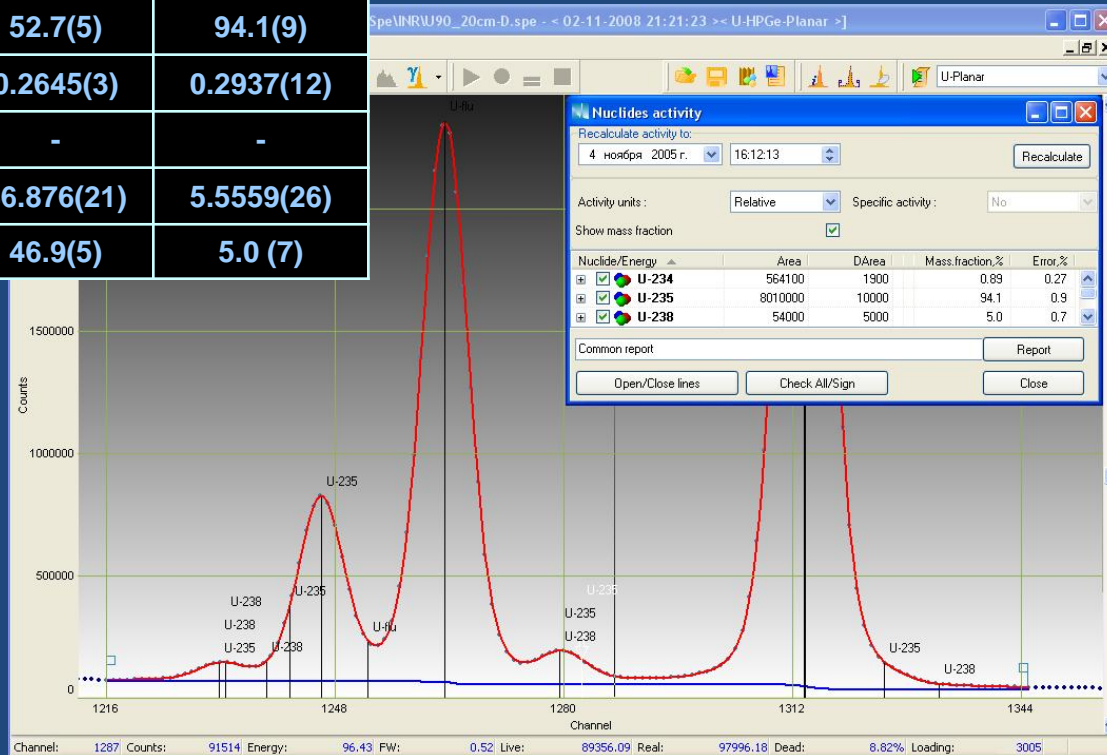 52.7(5) 94.1(9)
0.2645(3) 0.2937(12)
- -
6.876(21) 5.5559(26)
46.9(5) 5.0 (7)
Spe\INR\U90_20cm-D.spe - < 02-11-2008 21:21:23 >< U-HPGe-Planar >]
U-Planar
Nuclides activity
Recalculate activity to:
4 ноября 2005 г. 16:12:13 Recalculate
Activity units : Relative Specific activity : No
Show mass fraction
Nuclide/Energy Area DArea Mass.fraction,% Error,%
U-234 564100 1900 0.89 0.27
U-235 8010000 10000 94.1 0.9
U-238 54000 5000 5.0 0.7
Common report Report
Open/Close lines Check All/Sign Close
U-flu
1500000
Counts
1000000
U-235
500000
U-235
U-235
U-238
U-235
U-238
U-flu
U-238
U-235
U-238
U-235
U-238
0
1216 1248 1280 1312 1344
Channel
Channel: 1287 Counts: 91514 Energy: 96.43 FW: 0.52 Live: 89356.09 Real: 97996.18 Dead: 8.82% Loading: 3005